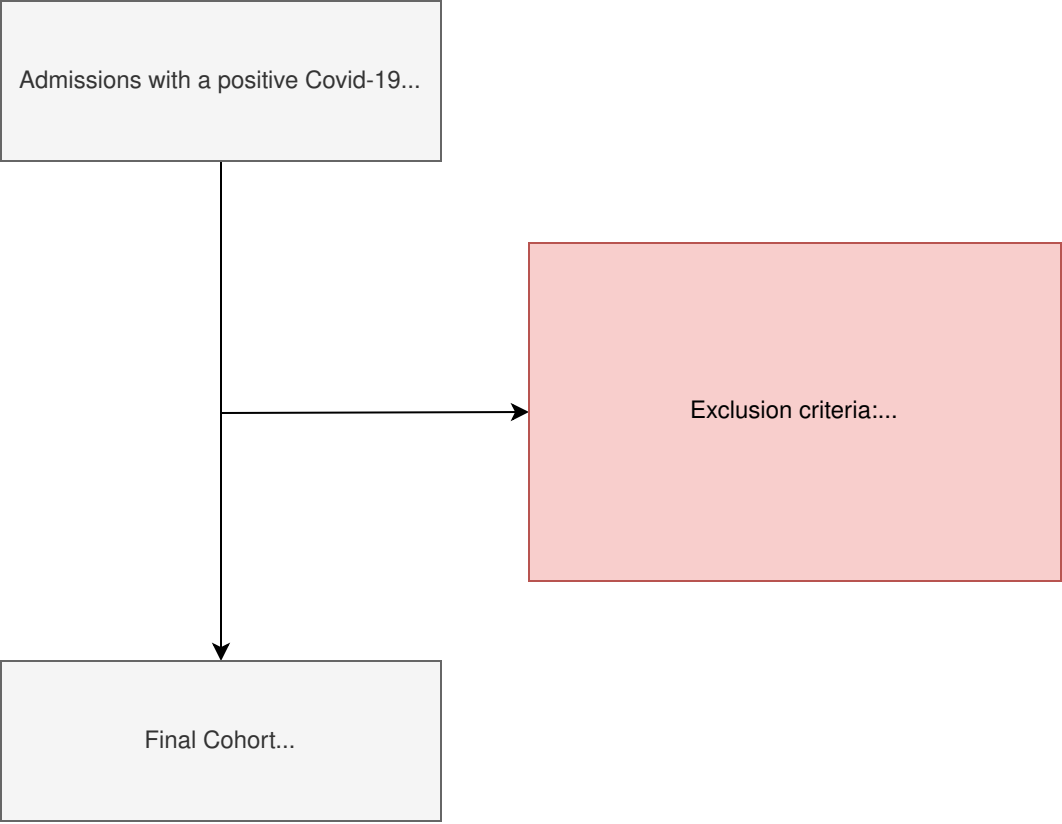 Admissions with a positive Covid-19...
Exclusion criteria:...
Final Cohort...